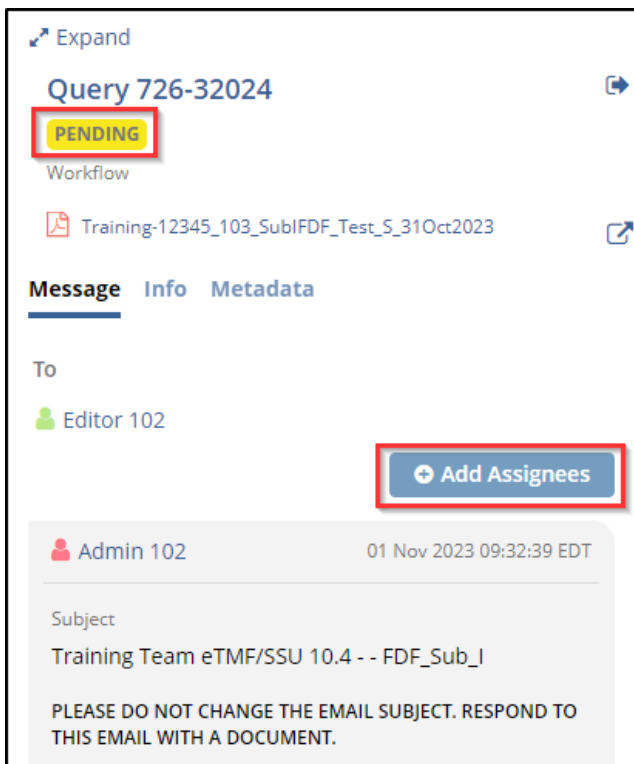 Expand
Query 726-32024
PENDING
Workflow
Training-12345_103_SubIFDF_Test_S_31Oct2023
Message Info Metadata
To
Editor 102
Add Assignees
Admin 102 01 Nov 2023 09:32:39 EDT
Subject
Training Team eTMF/SSU 10.4 - - FDF_Sub_I
PLEASE DO NOT CHANGE THE EMAIL SUBJECT. RESPOND TO
THIS EMAIL WITH A DOCUMENT.